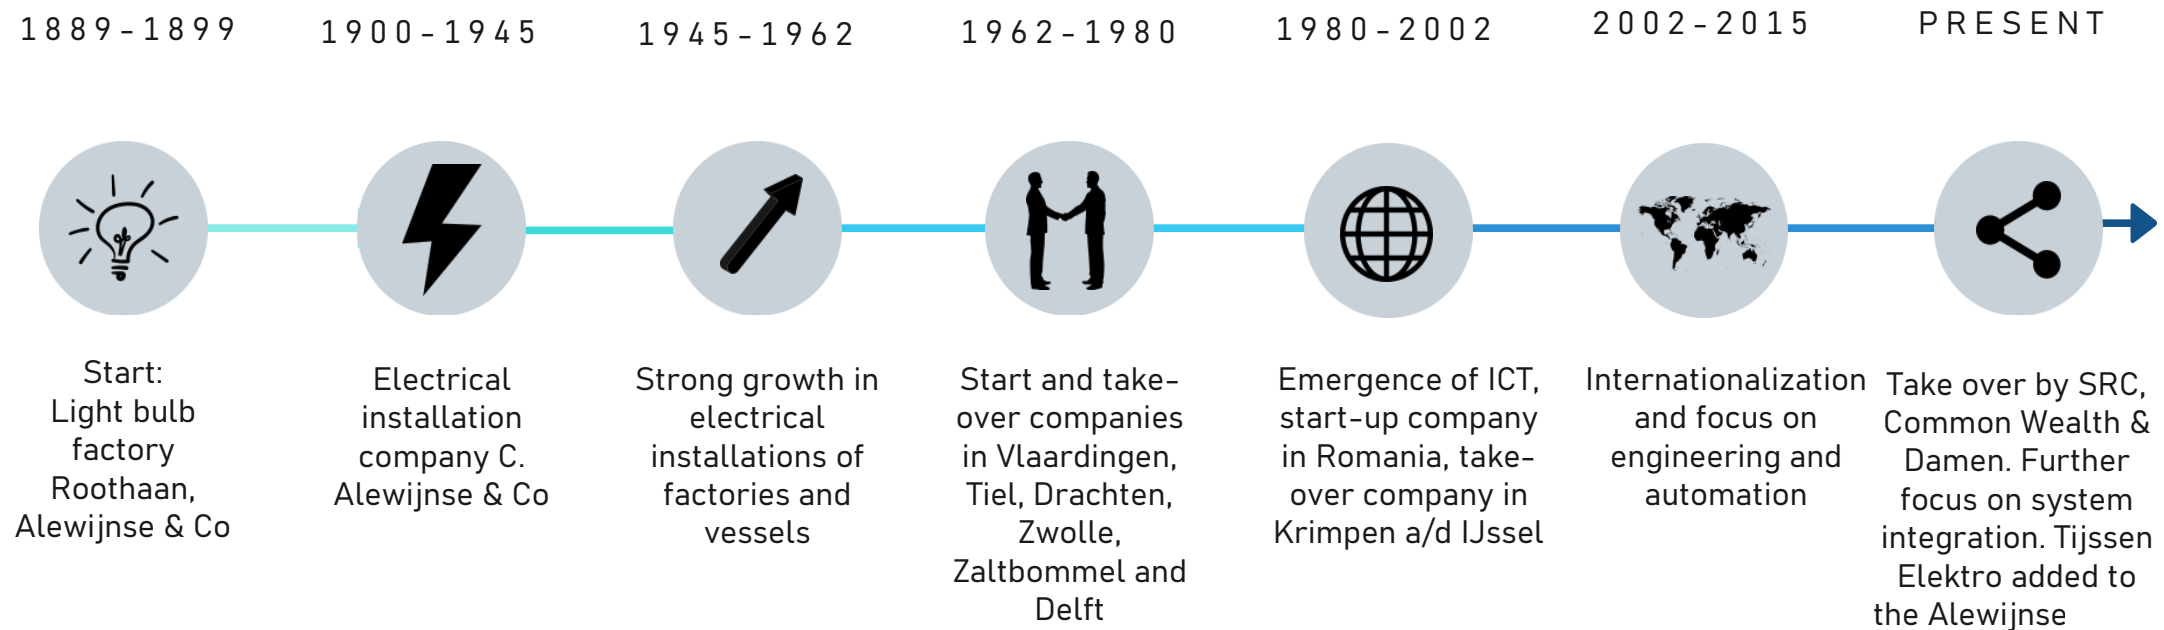 1889-1899
1900-1945
1945-1962
1962-1980
1980-2002
2002-2015
PRESENT
Start:
Light bulb
factory
Roothaan,
Alewijnse & Co
Electrical
installation
company C.
Alewijnse & Co
Strong growth in
electrical
installations of
factories and
vessels
Start and take-
over companies
in Vlaardingen,
Tiel, Drachten,
Zwolle,
Zaltbommel and
Delft
Emergence of ICT,
start-up company
in Romania, take-
over company in
Krimpen a/d IJssel
Internationalization
and focus on
engineering and
automation
Take over by SRC,
Common Wealth &
Damen. Further
focus on system
integration. Tijssen
Elektro added to
the Alewijnse